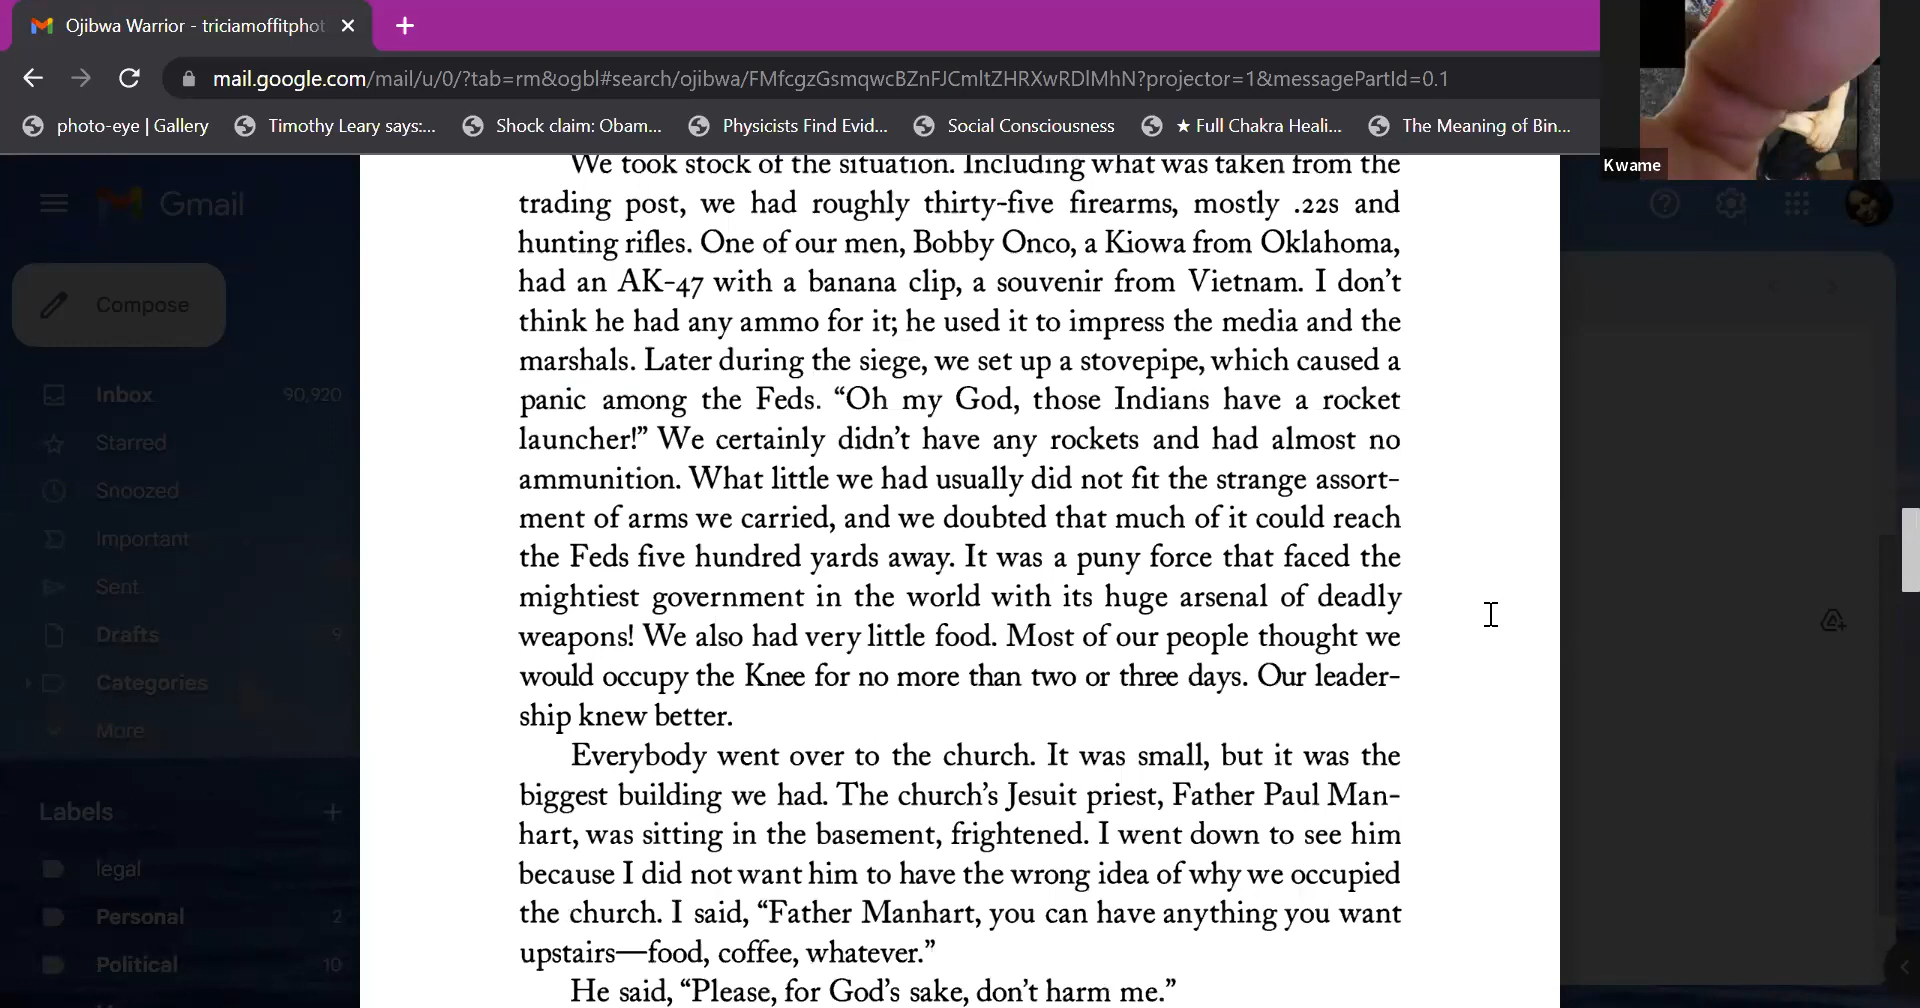 Ojibwa Warrior - triciamoffitphot
mail.google.com/mail/u/0/?tab=rm&ogbl#search/ojibwa/FMfcgzGsmqwcBZnFJCmltZHRXwRDlMhN?projector=1&messagePartId=0.1
photo-eye | Gallery
Timothy Leary says:...
Shock claim: Obam...
Physicists Find Evid...
Social Consciousness
★ Full Chakra Heali...
The Meaning of Bin...
Kwame
Gmail
Compose
Inbox 90,920
Starred
Snoozed
Important
Sent
Drafts 9
Categories
More
Labels +
legal
Personal 2
Political 10
We took stock of the situation. Including what was taken from the
trading post, we had roughly thirty-five firearms, mostly .22s and
hunting rifles. One of our men, Bobby Onco, a Kiowa from Oklahoma,
had an AK-47 with a banana clip, a souvenir from Vietnam. I don't
think he had any ammo for it; he used it to impress the media and the
marshals. Later during the siege, we set up a stovepipe, which caused a
panic among the Feds. “Oh my God, those Indians have a rocket
launcher!” We certainly didn't have any rockets and had almost no
ammunition. What little we had usually did not fit the strange assort-
ment of arms we carried, and we doubted that much of it could reach
the Feds five hundred yards away. It was a puny force that faced the
mightiest government in the world with its huge arsenal of deadly
weapons! We also had very little food. Most of our people thought we
would occupy the Knee for no more than two or three days. Our leader-
ship knew better.
Everybody went over to the church. It was small, but it was the
biggest building we had. The church's Jesuit priest, Father Paul Man-
hart, was sitting in the basement, frightened. I went down to see him
because I did not want him to have the wrong idea of why we occupied
the church. I said, “Father Manhart, you can have anything you want
upstairs—food, coffee, whatever.”
He said, “Please, for God's sake, don't harm me.”